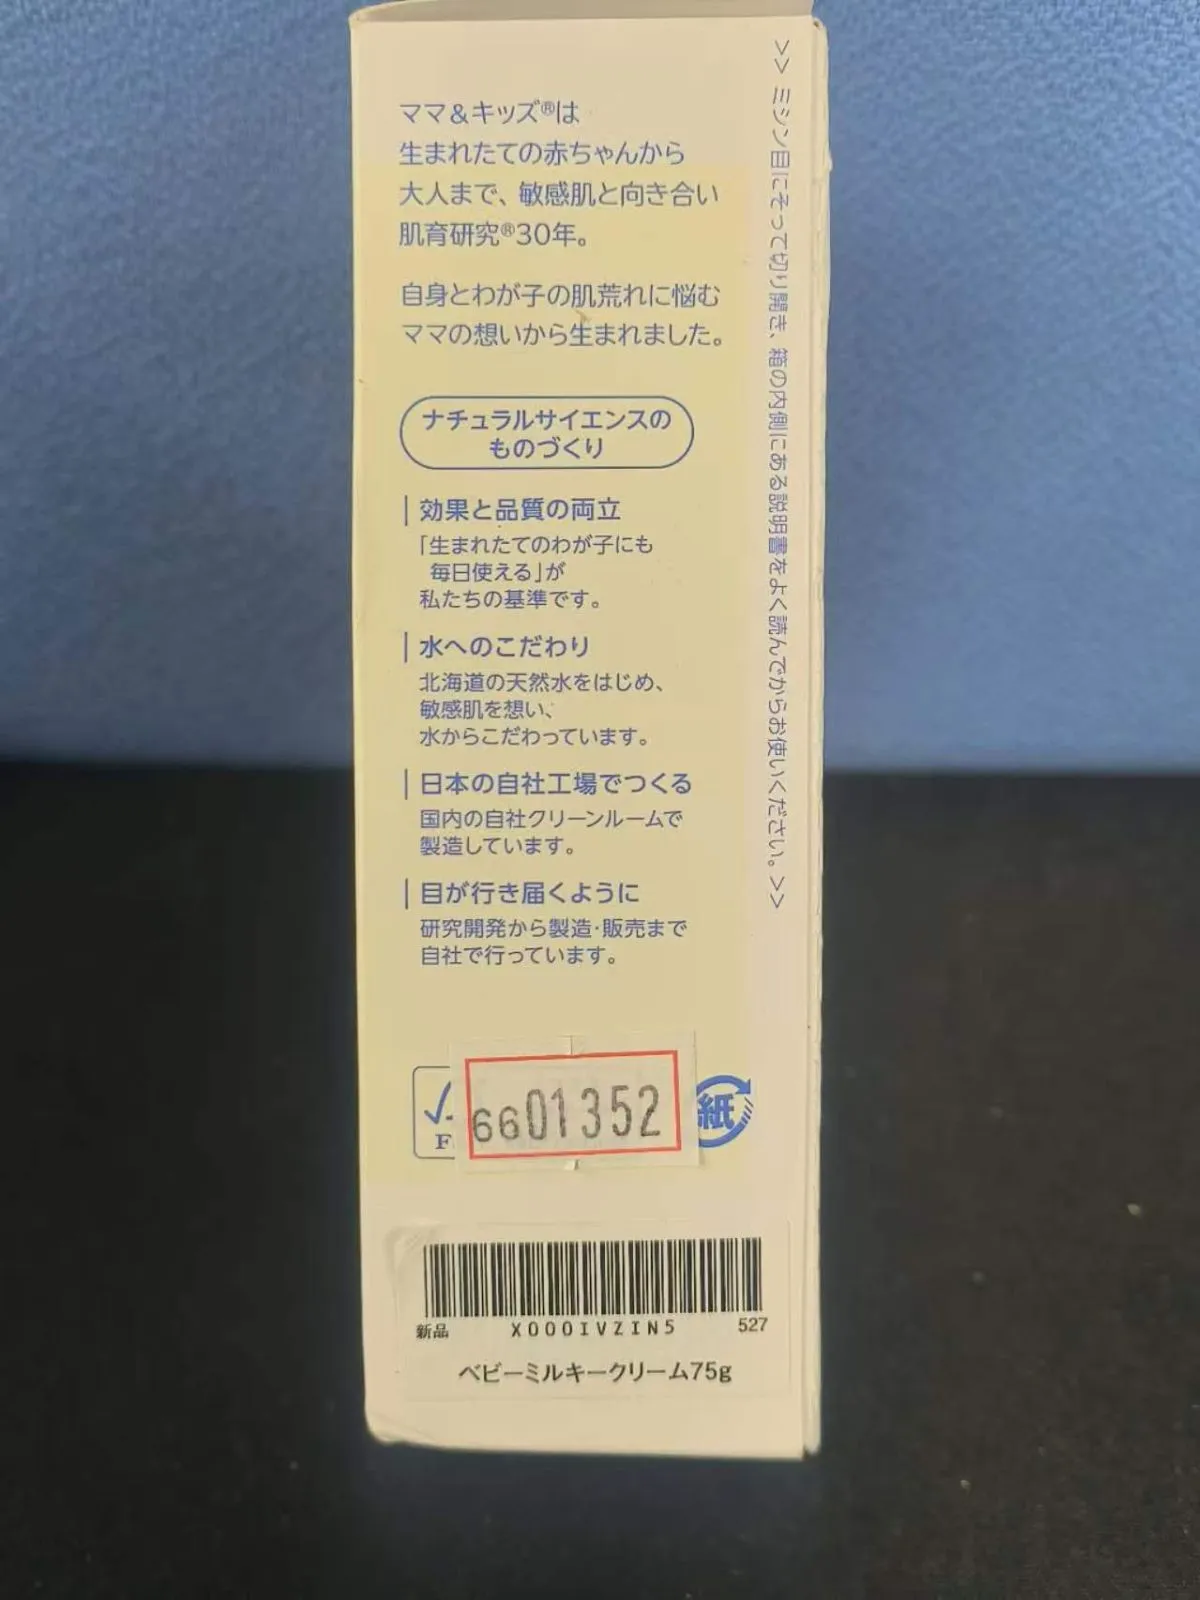 ママ&キッズ®は
生まれたての赤ちゃんから
大人まで、敏感肌と向き合い
肌育研究®30年。
自身とわが子の肌荒れに悩む
ママの想いから生まれました。
ナチュラルサイエンスの
ものづくり
効果と品質の両立
「生まれたてのわが子にも
毎日使える」が
私たちの基準です。
水へのこだわり
北海道の天然水をはじめ、
敏感肌を想い、
水からこだわっています。
日本の自社工場でつくる
国内の自社クリーンルームで
製造しています。
目が行き届くように
研究開発から製造·販売まで
自社で行っています。
>> ミシン目にそって切り開き、箱の内側にある説明書をよく読んでからお使いください。>>
F
6601352
紙
新品 X000IVZIN5 527
ベビーミルキークリーム75g